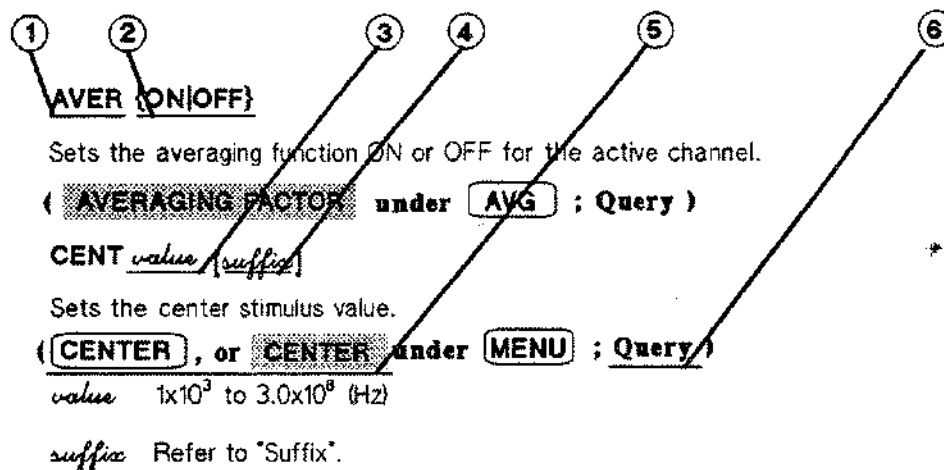 ① ② ③ ④ ⑤ ⑥
AVER {ON|OFF}
Sets the averaging function ON or OFF for the active channel.
( AVERAGING FACTOR under AVG ; Query )
CENT value [suffix]
Sets the center stimulus value.
( CENTER , or CENTER under MENU ; Query )
value 1x10³ to 3.0x10⁸ (Hz)
suffix Refer to "Suffix".